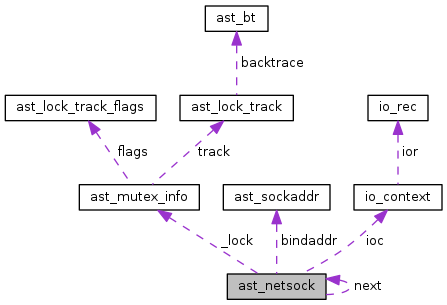 ast_bt
backtrace
ast_lock_track_flags
ast_lock_track
io_rec
flags
track
ior
ast_mutex_info
ast_sockaddr
io_context
_lock
bindaddr
ioc
ast_netsock
next